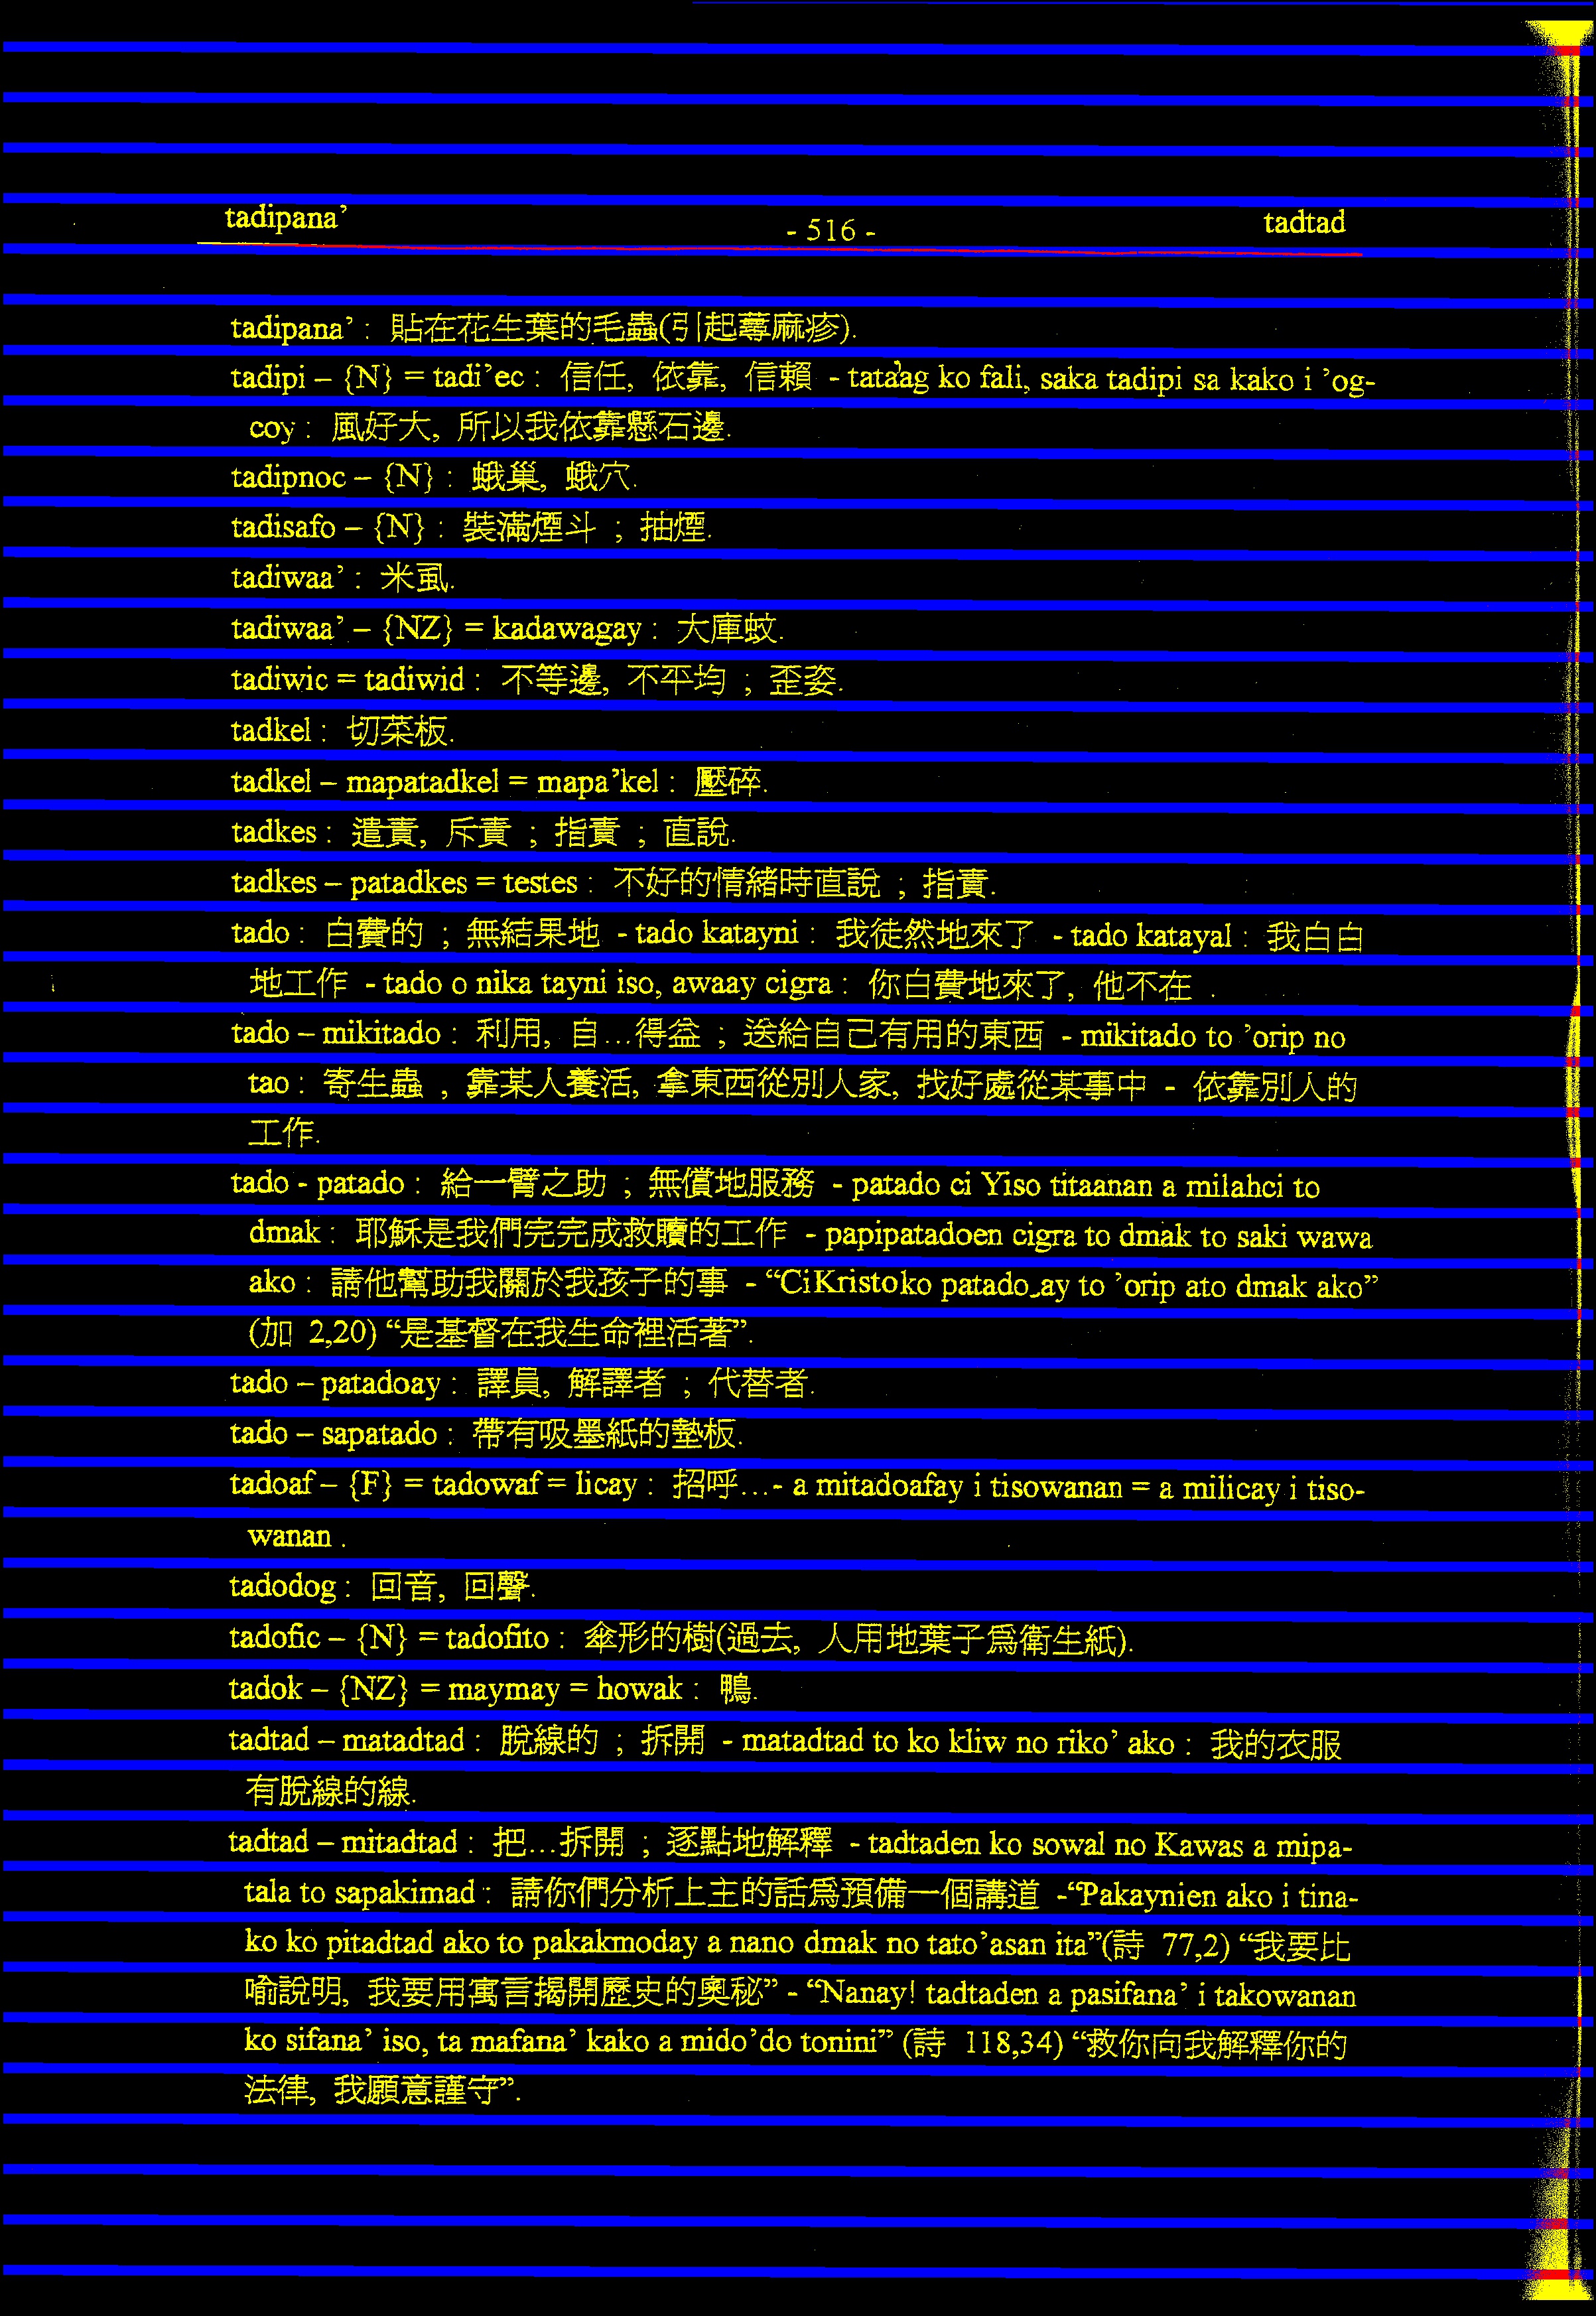 tadipana’ - 516 - tadtad
tadipana’ : 貼在花生葉的毛蟲(引起蕁麻疹).
tadipi – {N} = tadi’ec : 信任, 依靠, 信賴 - tata’ag ko fali, saka tadipi sa kako i ’og-
coy : 風好大, 所以我依靠懸石邊.
tadipnoc – {N} : 蛾巢, 蛾穴.
tadisafo – {N} : 裝滿煙斗 ; 抽煙.
tadiwaa’ : 米虱.
tadiwaa’ – {NZ} = kadawagay : 大庫蚊.
tadiwic = tadiwid : 不等邊, 不平均 ; 歪姿.
tadkel : 切菜板.
tadkel – mapatadkel = mapa’kel : 壓碎.
tadkes : 遣責, 斥責 ; 指責 ; 直說.
tadkes – patadkes = testes : 不好的情緒時直說 ; 指責.
tado : 白費的 ; 無結果地 - tado katayni : 我徒然地來了 - tado katayal : 我白白
地工作 - tado o nika tayni iso, awaay cigra : 你白費地來了, 他不在 .
tado – mikitado : 利用, 自...得益 ; 送給自己有用的東西 - mikitado to ’orip no
tao : 寄生蟲 , 靠某人養活, 拿東西從別人家, 找好處從某事中 - 依靠別人的
工作.
tado - patado : 給一臂之助 ; 無償地服務 - patado ci Yiso titaanan a milahci to
dmak : 耶穌是我們完完成救贖的工作 - papipatadoen cigra to dmak to saki wawa
ako : 請他幫助我關於我孩子的事 - “Ci Kristo ko patado_ay to ’orip ato dmak ako”
(加 2,20) “是基督在我生命裡活著”.
tado – patadoay : 譯員, 解譯者 ; 代替者.
tado – sapatado : 帶有吸墨紙的墊板.
tadoaf – {F} = tadowaf = licay : 招呼...- a mitadoafay i tisowanan = a milicay i tiso-
wanan .
tadodog : 回音, 回聲.
tadofic – {N} = tadofito : 傘形的樹(過去, 人用地葉子爲衛生紙).
tadok – {NZ} = maymay = howak : 鴨.
tadtad – matadtad : 脫線的 ; 拆開 - matadtad to ko kliw no riko’ ako : 我的衣服
有脫線的線.
tadtad – mitadtad : 把...拆開 ; 逐點地解釋 - tadtaden ko sowal no Kawas a mipa-
tala to sapakimad : 請你們分析上主的話爲預備一個講道 -“Pakaynien ako i tina-
ko ko pitadtad ako to pakakmoday a nano dmak no tato’asan ita”(詩 77,2) “我要比
喻說明, 我要用寓言揭開歷史的奧秘” - “Nanay! tadtaden a pasifana’ i takowanan
ko sifana’ iso, ta mafana’ kako a mido’do tonini” (詩 118,34) “救你向我解釋你的
法律, 我願意謹守”.